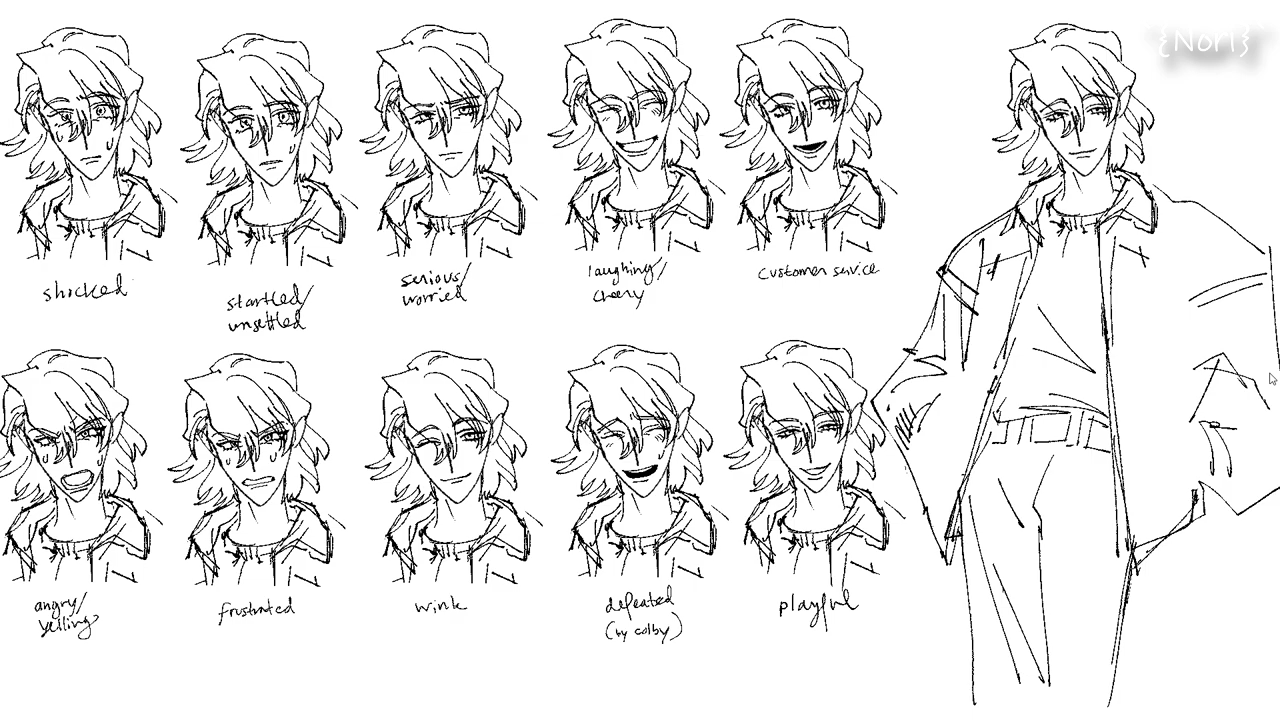 {Nori}
shocked
startled/
unsettled
serious/
worried
laughing/
cheery
customer service
angry/
yelling
frustrated
wink
defeated
(by colby)
playful